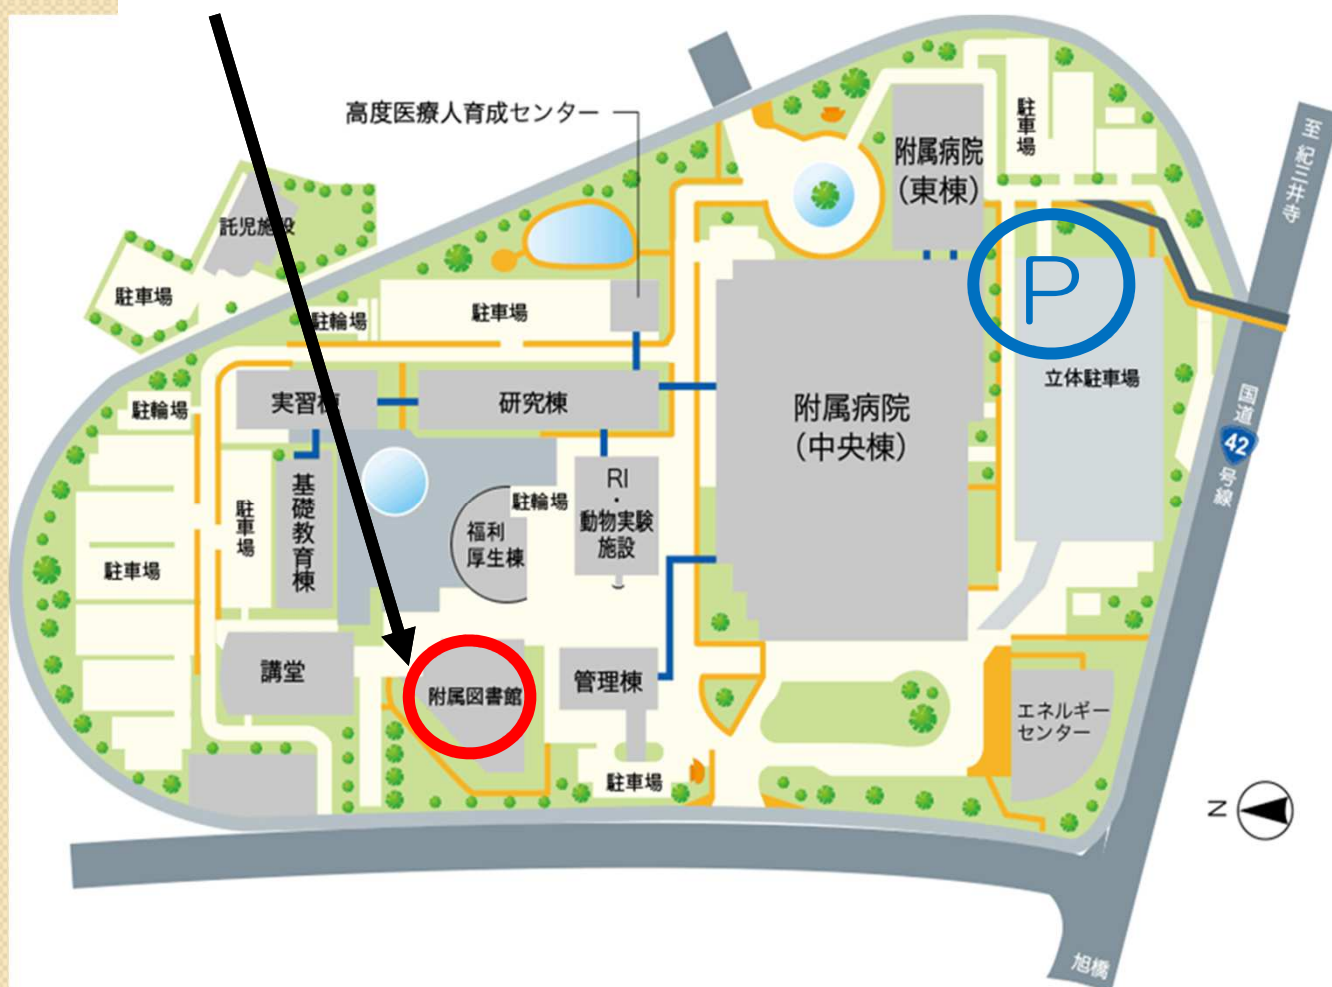 高度医療人育成センター
駐車場
附属病院
（東棟）
至 紀三井寺
託児施設
P
駐車場
駐輪場
駐車場
立体駐車場
国道
42
号線
駐輪場
実習棟
研究棟
附属病院
（中央棟）
基礎教育棟
駐車場
駐輪場
RI
・
動物実験
施設
福利
厚生棟
駐車場
講堂
附属図書館
管理棟
エネルギー
センター
駐車場
N
旭橋